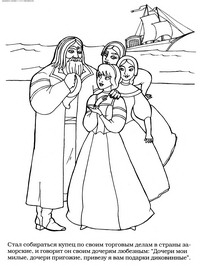 Стал собираться купец по своим торговым делам в страны за-
морские, и говорит он своим дочерям любезным: "Дочери мои
милые, дочери пригожие, привезу я вам подарки диковинные".